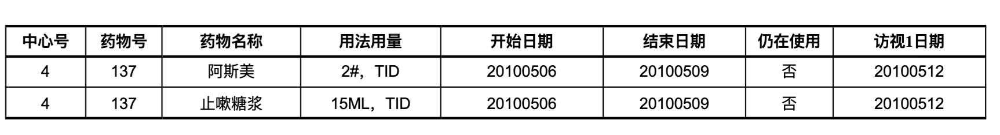 中心号 药物号 药物名称 用法用量 开始日期 结束日期 仍在使用 访视1日期
4 137 阿斯美 2#，TID 20100506 20100509 否 20100512
4 137 止嗽糖浆 15ML，TID 20100506 20100509 否 20100512